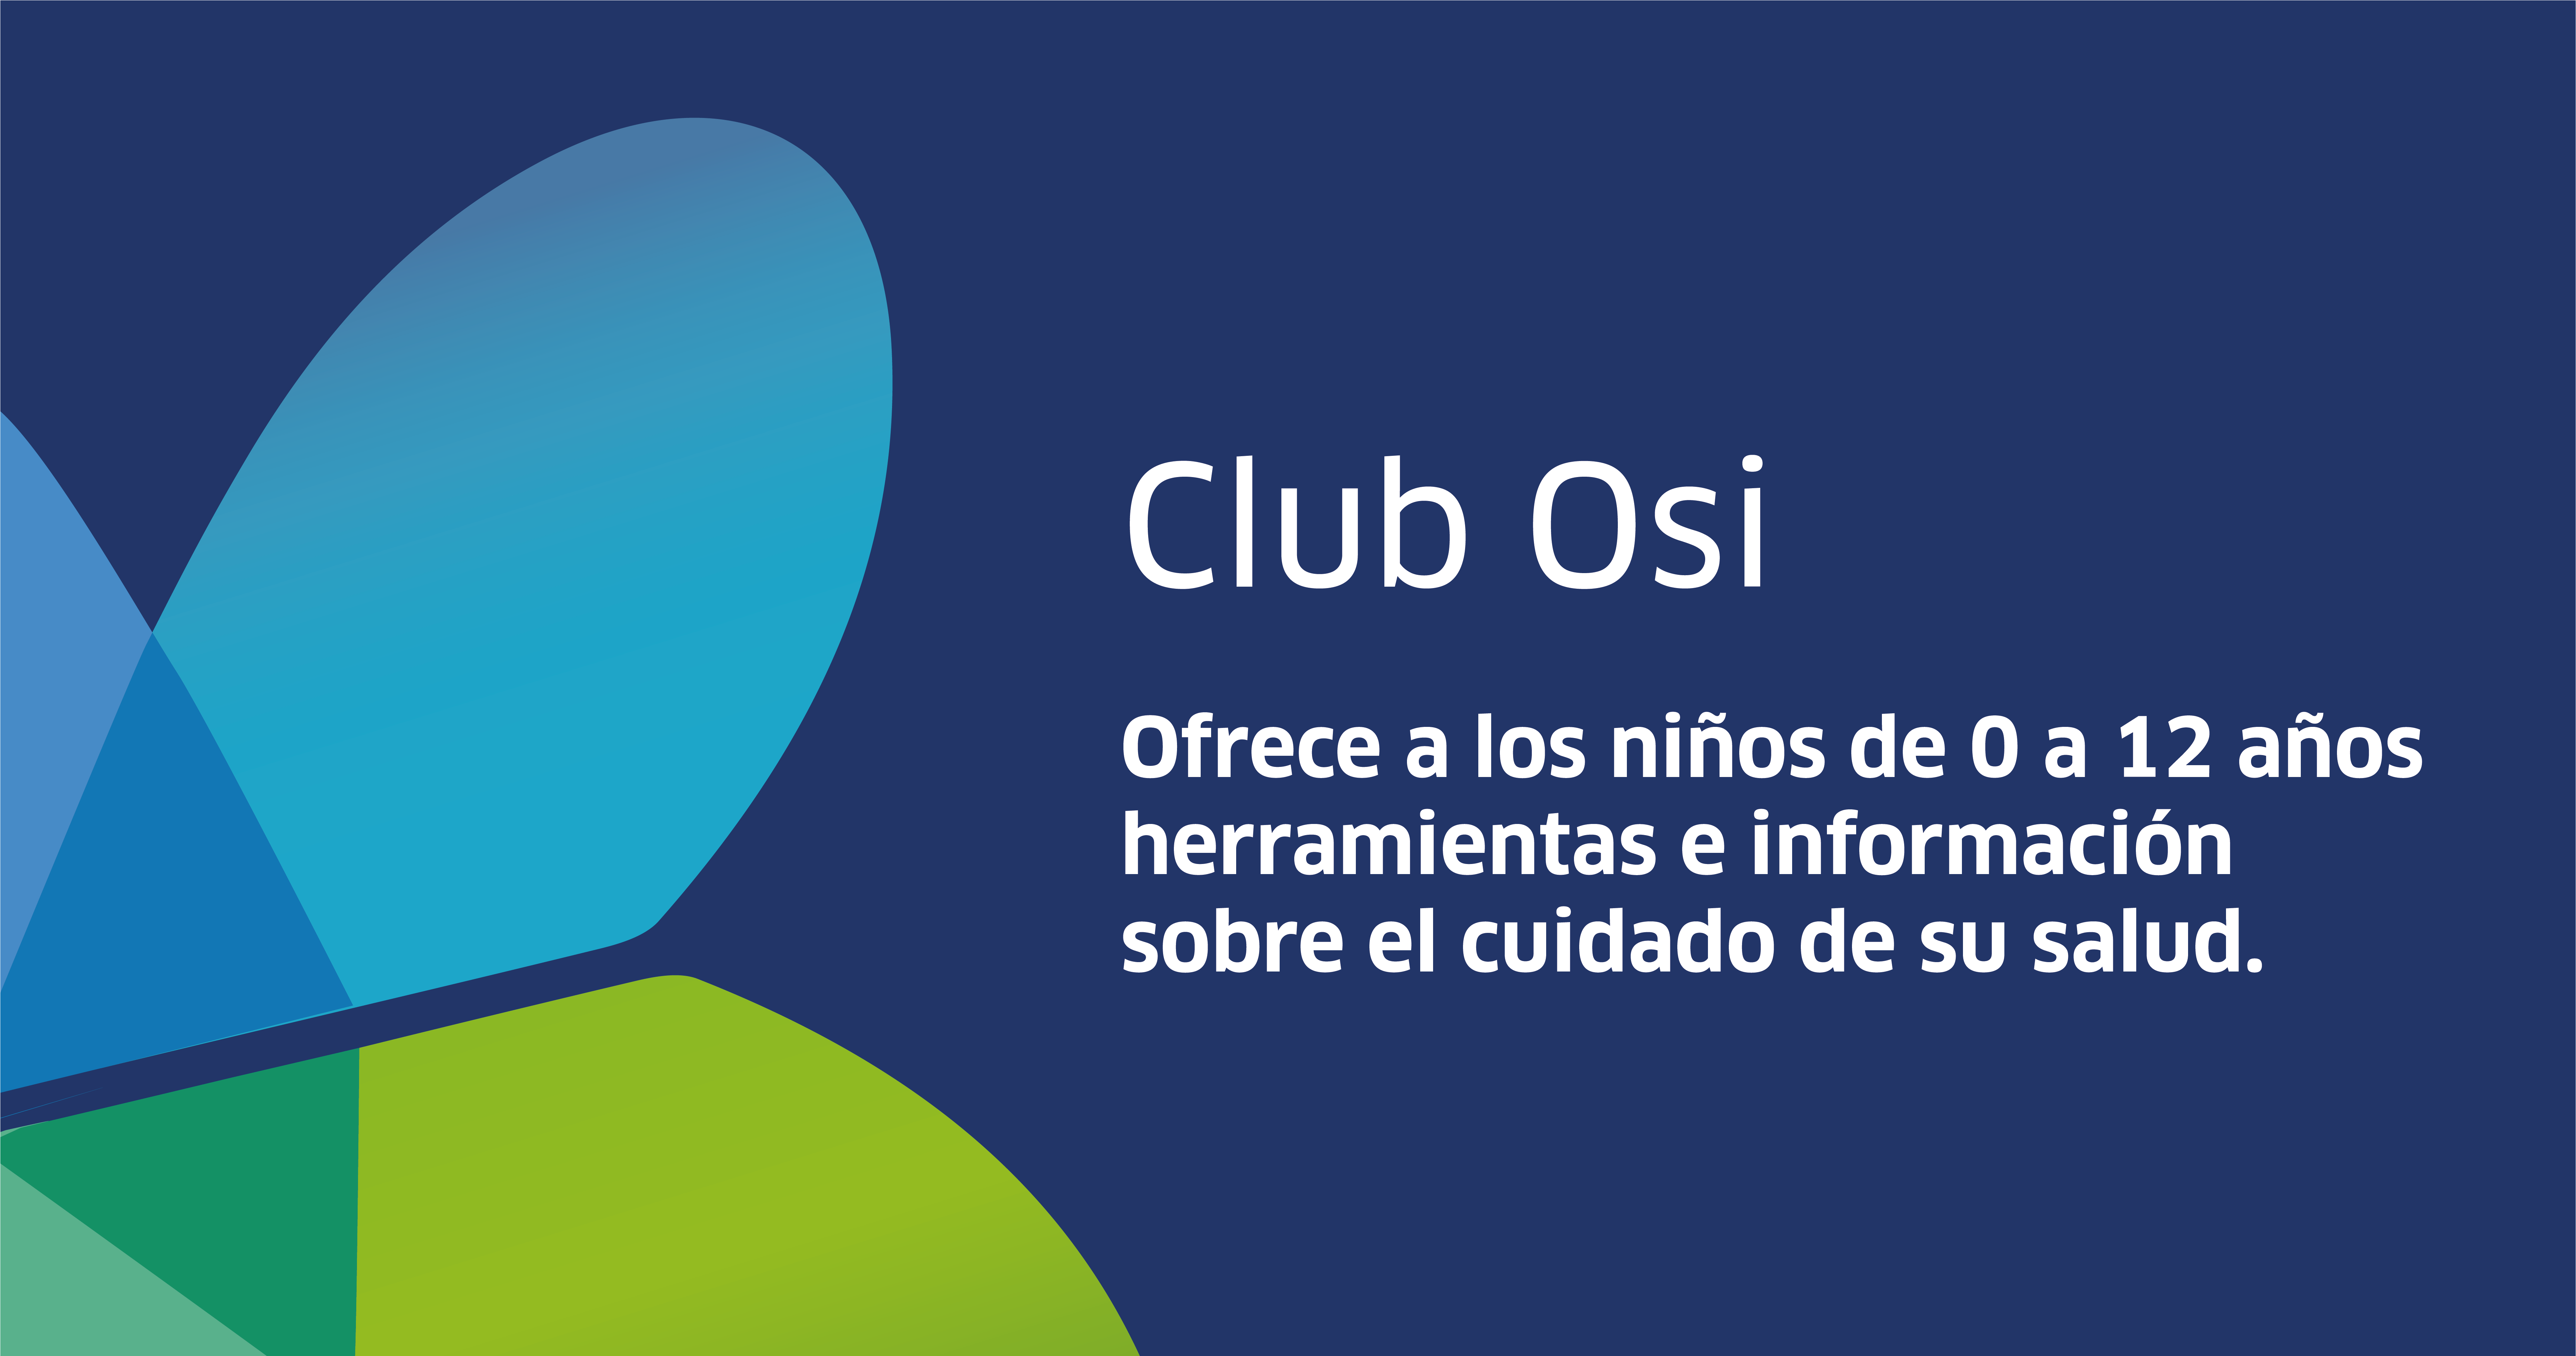 Club Osi
Ofrece a los niños de 0 a 12 años
herramientas e información
sobre el cuidado de su salud.